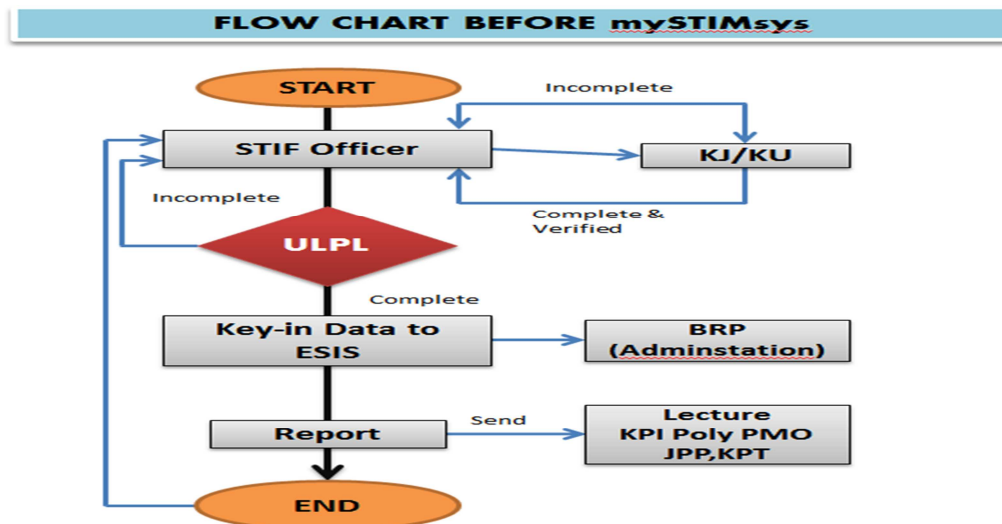 FLOW CHART BEFORE mySTIMsys
START
Incomplete
STIF Officer
KJ/KU
Incomplete
Complete &
Verified
ULPL
Complete
Key-in Data to
ESIS
BRP
(Adminstation)
Report
Send
Lecture
KPI Poly PMO
JPP,KPT
END